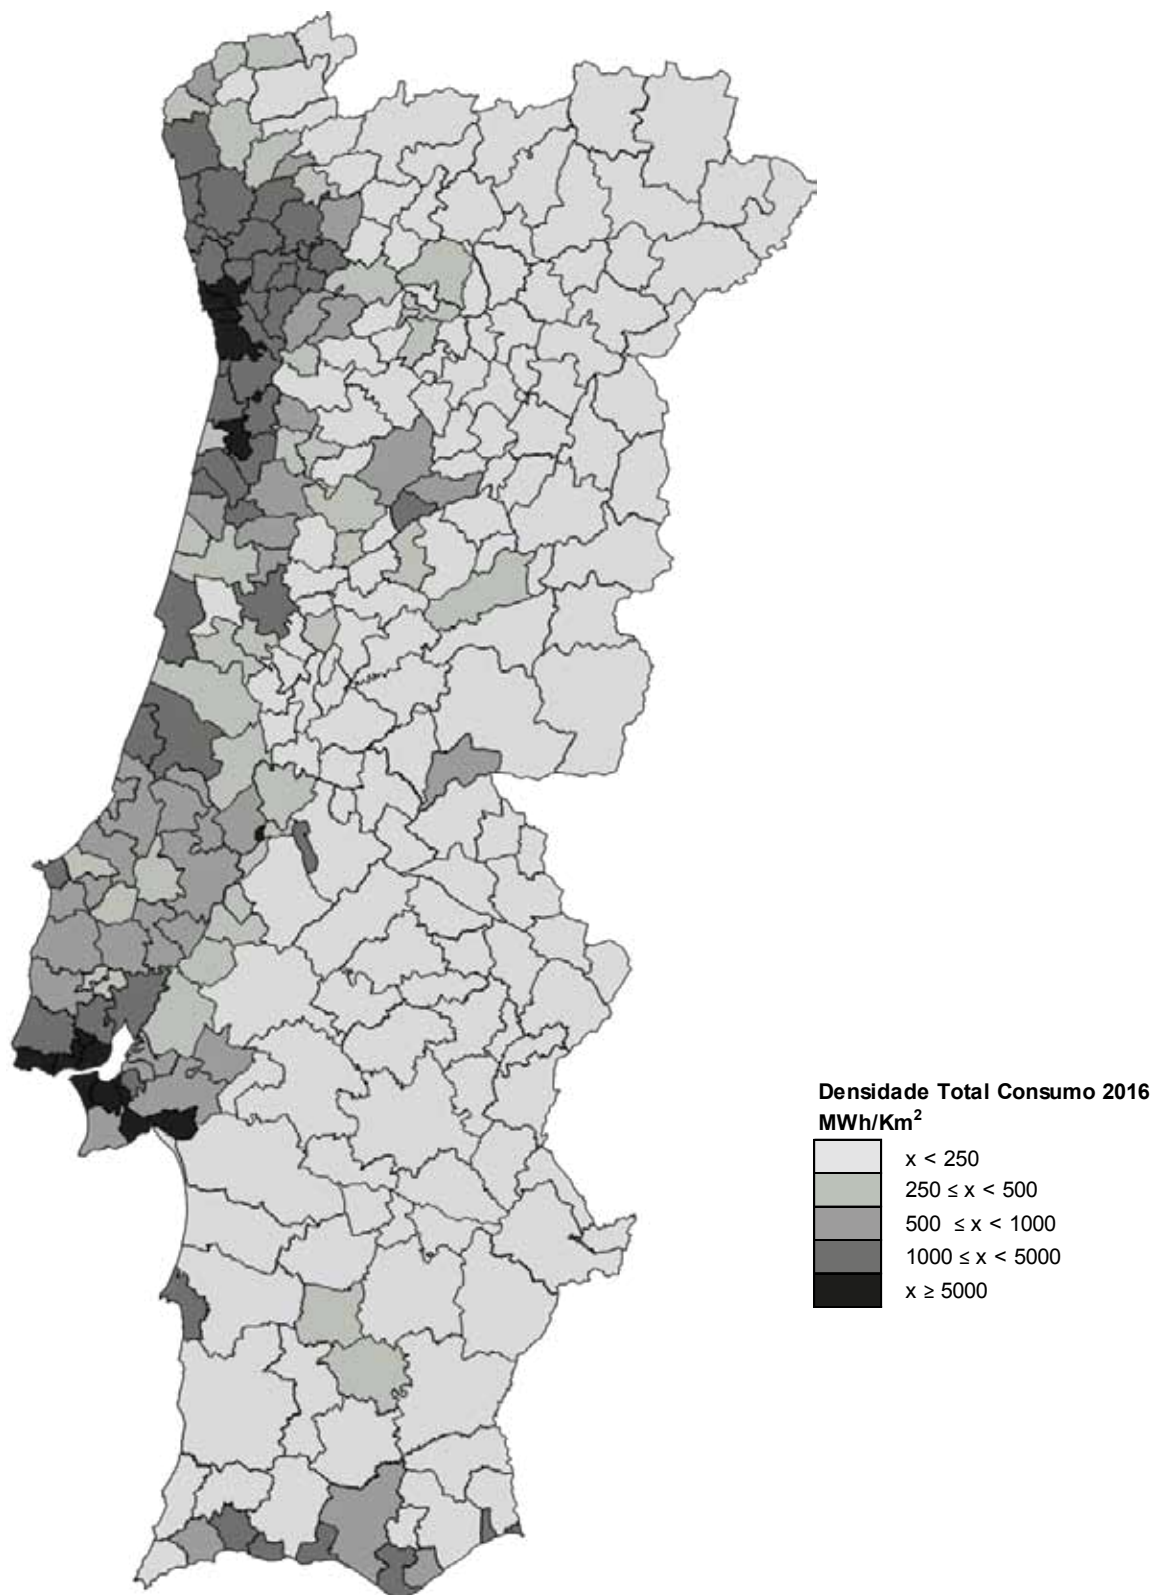 Densidade Total Consumo 2016
MWh/Km²
x < 250
250 ≤ x < 500
500 ≤ x < 1000
1000 ≤ x < 5000
x ≥ 5000